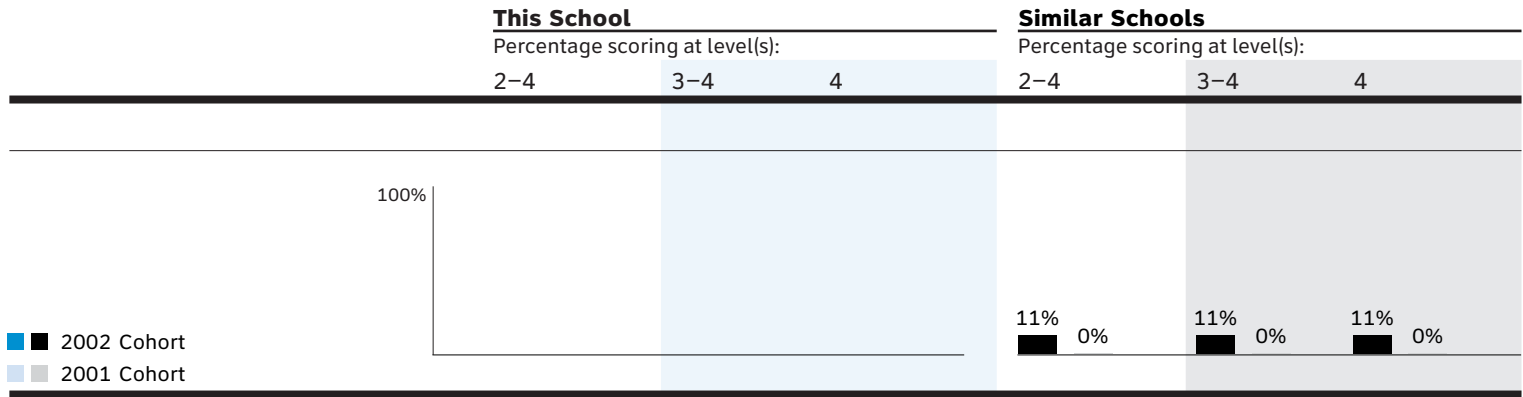 This School
Similar Schools
Percentage scoring at level(s):
Percentage scoring at level(s):
2–4 3–4 4 2–4 3–4 4
100%
11% 0% 11% 0% 11% 0%
2002 Cohort
2001 Cohort